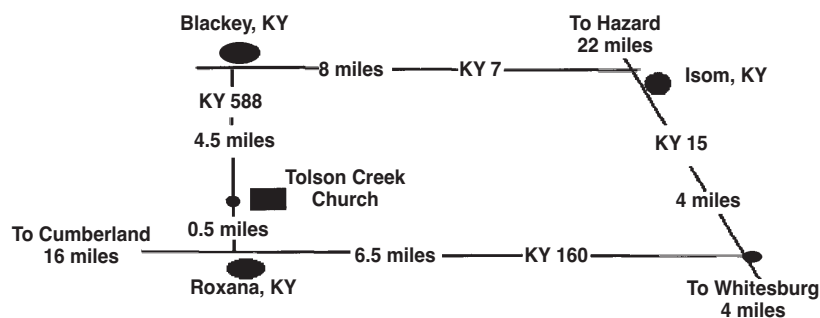 Blackey, KY
To Hazard
22 miles
8 miles
KY 7
Isom, KY
KY 588
4.5 miles
KY 15
Tolson Creek
Church
4 miles
0.5 miles
To Cumberland
16 miles
6.5 miles
KY 160
Roxana, KY
To Whitesburg
4 miles